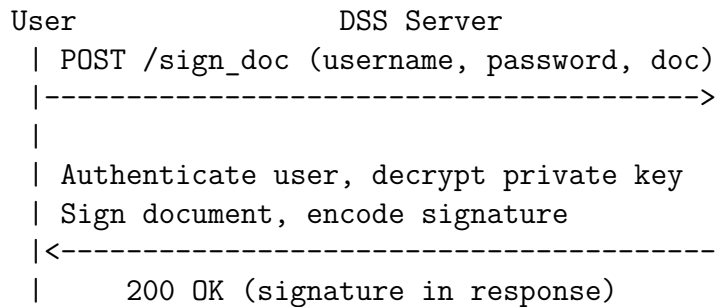 User                DSS Server
 | POST /sign_doc (username, password, doc)
 |---------------------------------------->
 |
 | Authenticate user, decrypt private key
 | Sign document, encode signature
 |<----------------------------------------
 |     200 OK (signature in response)